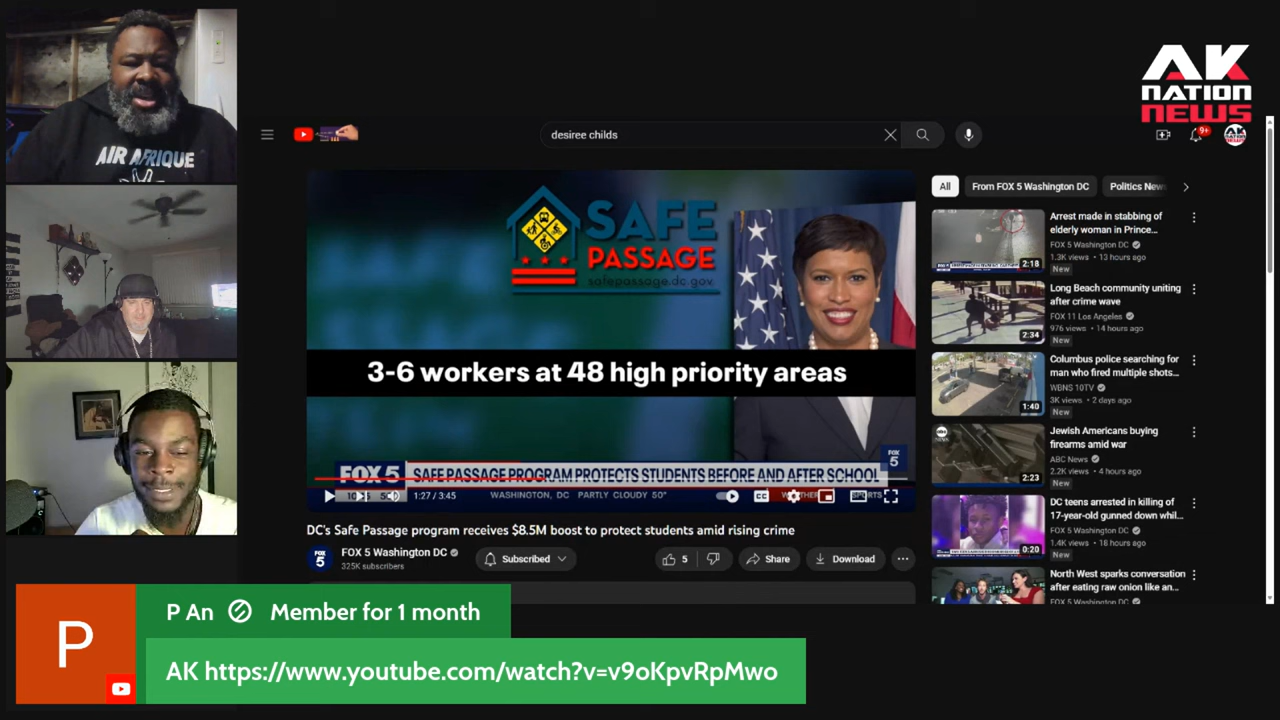 AIR AFRIQUE
AK
NATION
NEWS
desiree childs
9+
SAFE
PASSAGE
safepassage.dc.gov
3-6 workers at 48 high priority areas
FOX 5
SAFE PASSAGE PROGRAM PROTECTS STUDENTS BEFORE AND AFTER SCHOOL
FOX
5
1:27 / 3:45
WASHINGTON, DC PARTLY CLOUDY 50°
CC
SPORTS
DC's Safe Passage program receives $8.5M boost to protect students amid rising crime
FOX 5 Washington DC
325K subscribers
Subscribed
5
Share
Download
All
From FOX 5 Washington DC
Politics New
Arrest made in stabbing of
elderly woman in Prince...
FOX 5 Washington DC
1.3K views • 13 hours ago
New
2:18
Long Beach community uniting
after crime wave
FOX 11 Los Angeles
976 views • 14 hours ago
New
2:34
Columbus police searching for
man who fired multiple shots...
WBNS 10TV
3K views • 2 days ago
New
1:40
Jewish Americans buying
firearms amid war
ABC News
2.2K views • 4 hours ago
New
2:23
DC teens arrested in killing of
17-year-old gunned down whil...
FOX 5 Washington DC
1.4K views • 18 hours ago
New
0:20
North West sparks conversation
after eating raw onion like an...
FOX 5 Washington DC
P
P An Member for 1 month
AK https://www.youtube.com/watch?v=v9oKpvRpMwo